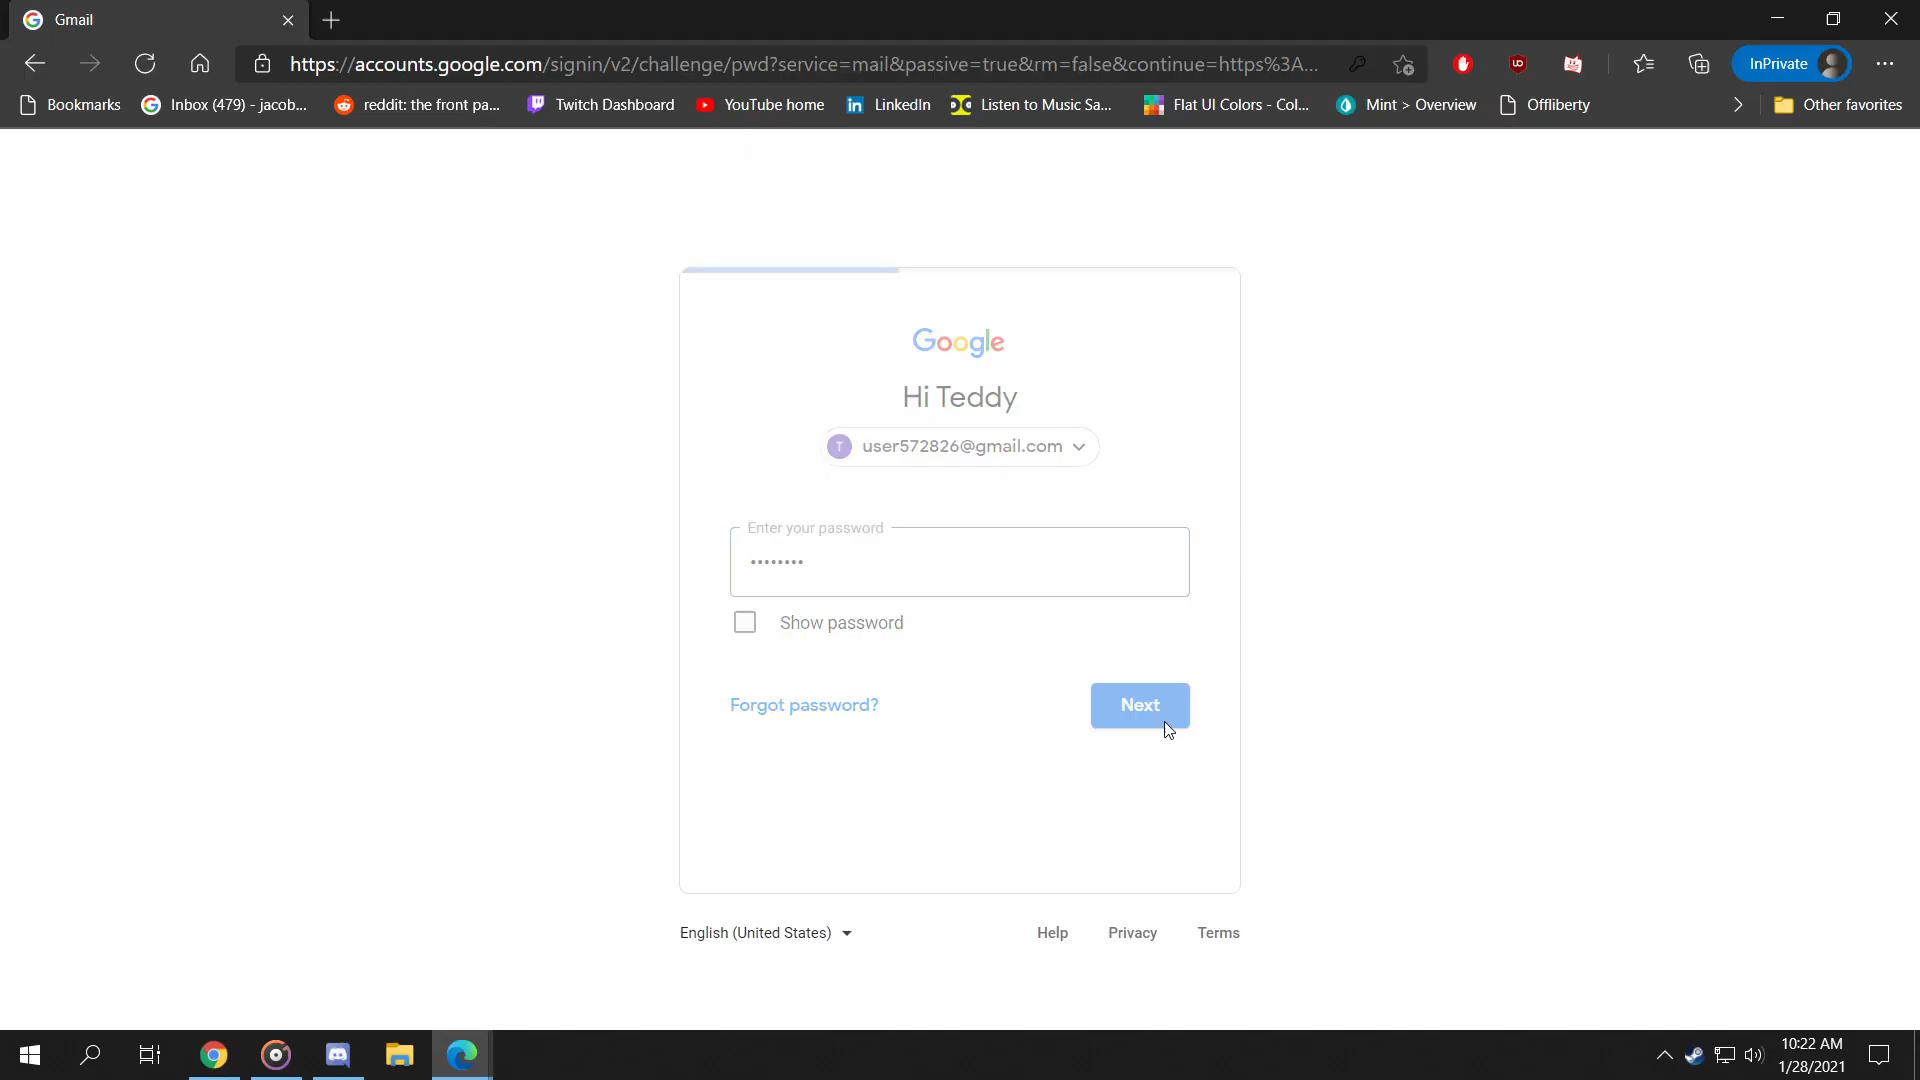 Gmail
https://accounts.google.com/signin/v2/challenge/pwd?service=mail&passive=true&rm=false&continue=https%3A...
InPrivate
Bookmarks
Inbox (479) - jacob...
reddit: the front pa...
Twitch Dashboard
YouTube home
LinkedIn
Listen to Music Sa...
Flat UI Colors - Col...
Mint > Overview
Offliberty
Other favorites
Google
Hi Teddy
T user572826@gmail.com
Enter your password
••••••••
Show password
Forgot password?
Next
English (United States)
Help
Privacy
Terms
10:22 AM
1/28/2021